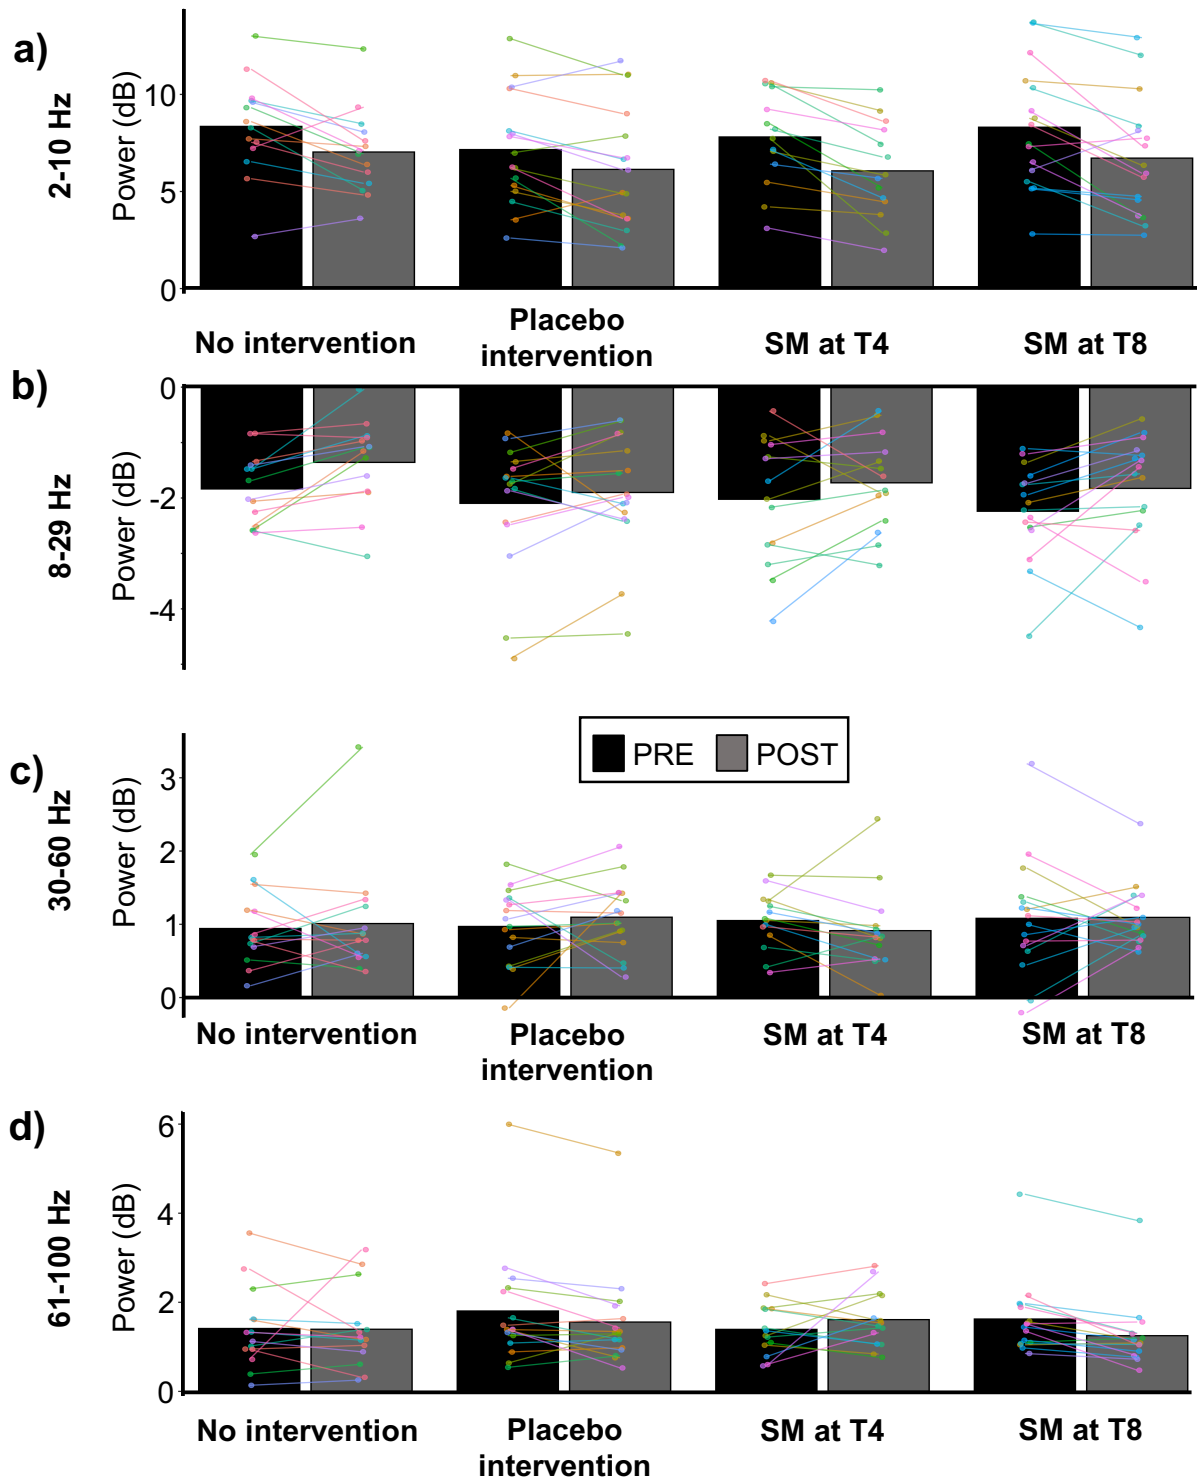 a)
2-10 Hz
Power (dB)
10
5
0
No intervention
Placebo
intervention
SM at T4
SM at T8
b)
8-29 Hz
Power (dB)
0
-2
-4
PRE
POST
c)
30-60 Hz
Power (dB)
3
2
1
0
No intervention
Placebo
intervention
SM at T4
SM at T8
d)
61-100 Hz
Power (dB)
6
4
2
0
No intervention
Placebo
intervention
SM at T4
SM at T8